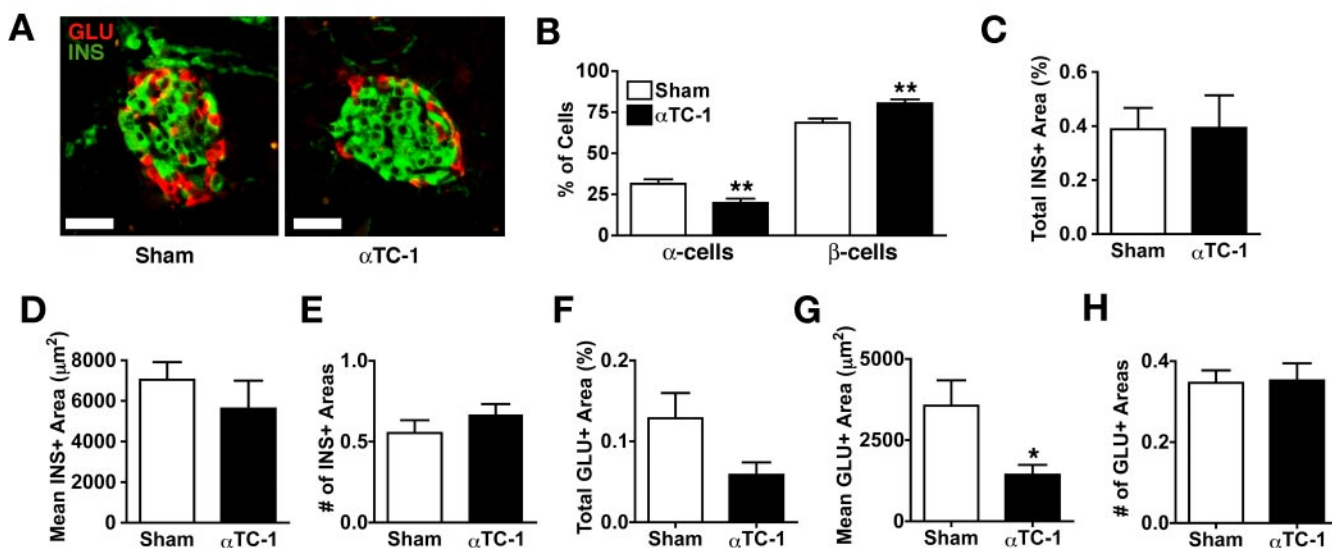 A
GLU
INS
Sham
αTC-1
B
% of Cells
100
75
50
25
0
Sham
αTC-1
**
**
α-cells
β-cells
C
Total INS+ Area (%)
0.6
0.4
0.2
0.0
Sham
αTC-1
D
Mean INS+ Area (μm²)
8000
6000
4000
2000
0
Sham
αTC-1
E
# of INS+ Areas
1.0
0.5
0.0
Sham
αTC-1
F
Total GLU+ Area (%)
0.2
0.1
0.0
Sham
αTC-1
G
Mean GLU+ Area (μm²)
5000
2500
0
*
Sham
αTC-1
H
# of GLU+ Areas
0.4
0.2
0.0
Sham
αTC-1